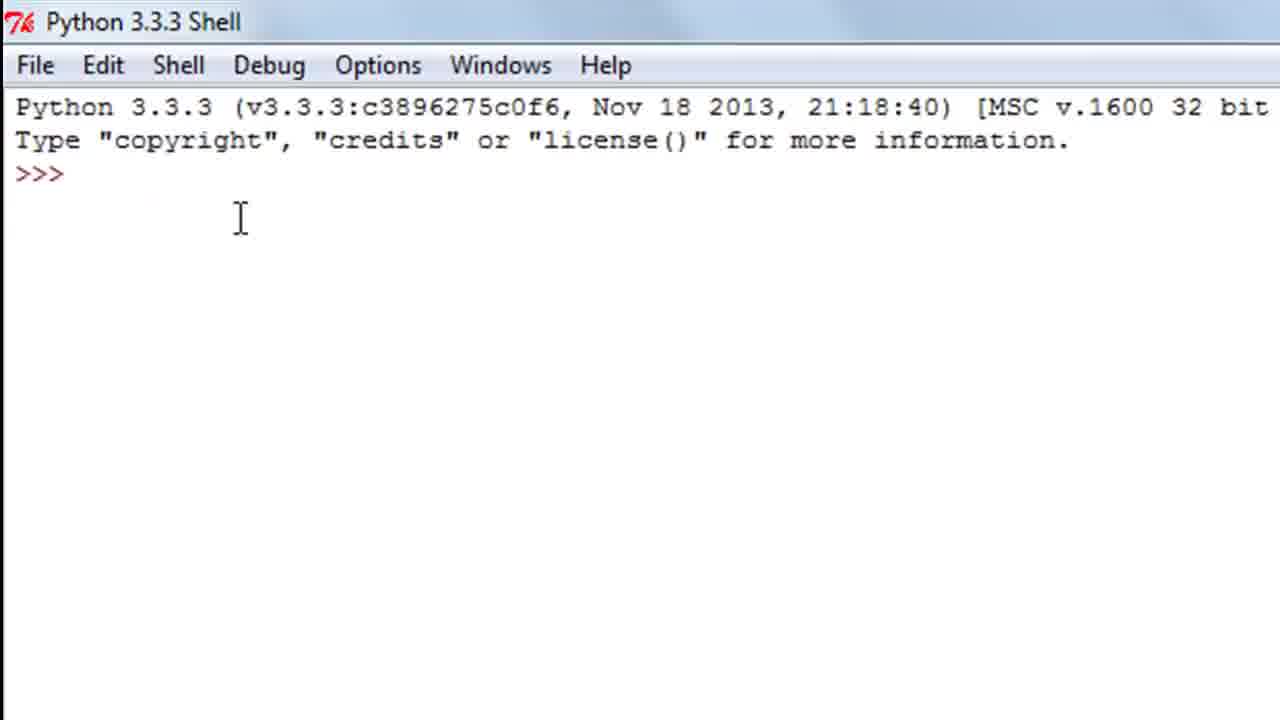 Python 3.3.3 Shell
File Edit Shell Debug Options Windows Help
Python 3.3.3 (v3.3.3:c3896275c0f6, Nov 18 2013, 21:18:40) [MSC v.1600 32 bit
Type "copyright", "credits" or "license()" for more information.
>>>